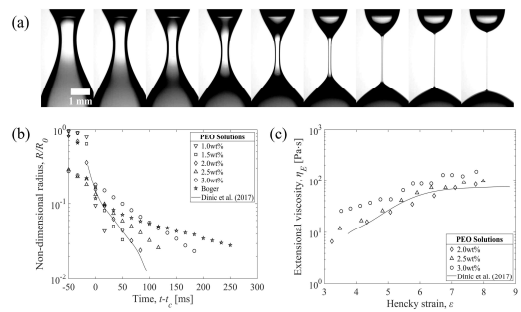 (a)
1 mm
(b)
Non-dimensional radius, R/R0
10^0
10^-1
10^-2
-50 0 50 100 150 200 250 300
Time, t-tc [ms]
PEO Solutions
1.0wt%
1.5wt%
2.0wt%
2.5wt%
3.0wt%
Boger
Dinic et al. (2017)
(c)
Extensional viscosity, ηE [Pa·s]
10^3
10^2
10^1
10^0
3 4 5 6 7 8 9
Hencky strain, ε
PEO Solutions
2.0wt%
2.5wt%
3.0wt%
Dinic et al. (2017)